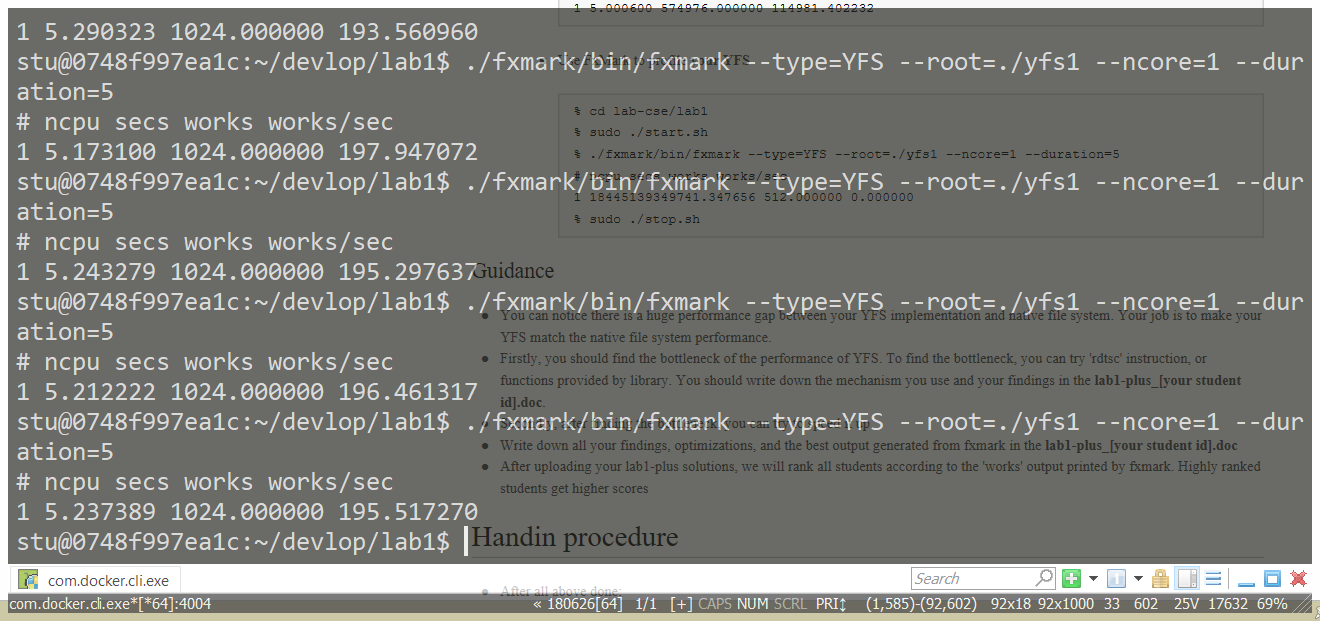 1 5.000600 574976.000000 114981.402232
1 5.290323 1024.000000 193.560960
stu@0748f997ea1c:~/devlop/lab1$ ./fxmark/bin/fxmark --type=YFS --root=./yfs1 --ncore=1 --dur
ation=5
# ncpu secs works works/sec
1 5.173100 1024.000000 197.947072
stu@0748f997ea1c:~/devlop/lab1$ ./fxmark/bin/fxmark --type=YFS --root=./yfs1 --ncore=1 --dur
ation=5
# ncpu secs works works/sec
1 5.243279 1024.000000 195.297637
stu@0748f997ea1c:~/devlop/lab1$ ./fxmark/bin/fxmark --type=YFS --root=./yfs1 --ncore=1 --dur
ation=5
# ncpu secs works works/sec
1 5.212222 1024.000000 196.461317
stu@0748f997ea1c:~/devlop/lab1$ ./fxmark/bin/fxmark --type=YFS --root=./yfs1 --ncore=1 --dur
ation=5
# ncpu secs works works/sec
1 5.237389 1024.000000 195.517270
stu@0748f997ea1c:~/devlop/lab1$
% cd lab-cse/lab1
% sudo ./start.sh
% ./fxmark/bin/fxmark --type=YFS --root=./yfs1 --ncore=1 --duration=5
# ncpu secs works works/sec
1 18445139349741.347656 512.000000 0.000000
% sudo ./stop.sh
Guidance
You can notice there is a huge performance gap between your YFS implementation and native file system. Your job is to make your
YFS match the native file system performance.
Firstly, you should find the bottleneck of the performance of YFS. To find the bottleneck, you can try 'rdtsc' instruction, or
functions provided by library. You should write down the mechanism you use and your findings in the lab1-plus_[your student
id].doc.
Write down all your findings, optimizations, and the best output generated from fxmark in the lab1-plus_[your student id].doc
After uploading your lab1-plus solutions, we will rank all students according to the 'works' output printed by fxmark. Highly ranked
students get higher scores
Handin procedure
After all above done:
com.docker.cli.exe
Search
com.docker.cli.exe*[*64]:4004
« 180626[64] 1/1 [+] CAPS NUM SCRL PRI↕ (1,585)-(92,602) 92x18 92x1000 33 602 25V 17632 69%